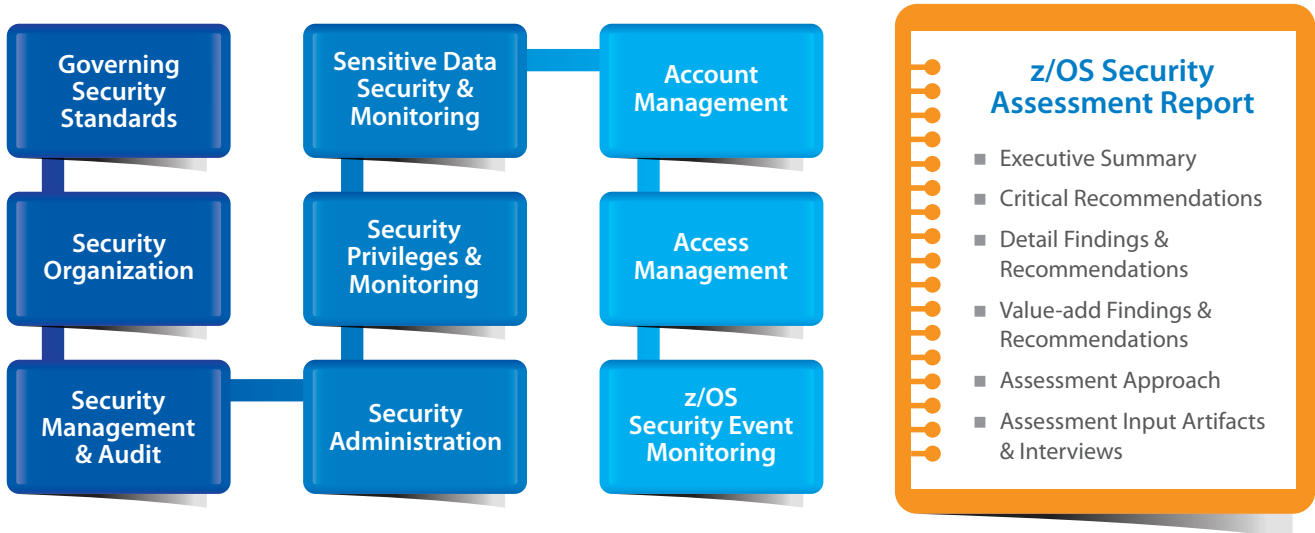 Governing
Security
Standards
Security
Organization
Security
Management
& Audit
Security
Administration
Security
Privileges &
Monitoring
Sensitive Data
Security &
Monitoring
Account
Management
Access
Management
z/OS
Security Event
Monitoring
z/OS Security
Assessment Report
Executive Summary
Critical Recommendations
Detail Findings &
Recommendations
Value-add Findings &
Recommendations
Assessment Approach
Assessment Input Artifacts
& Interviews